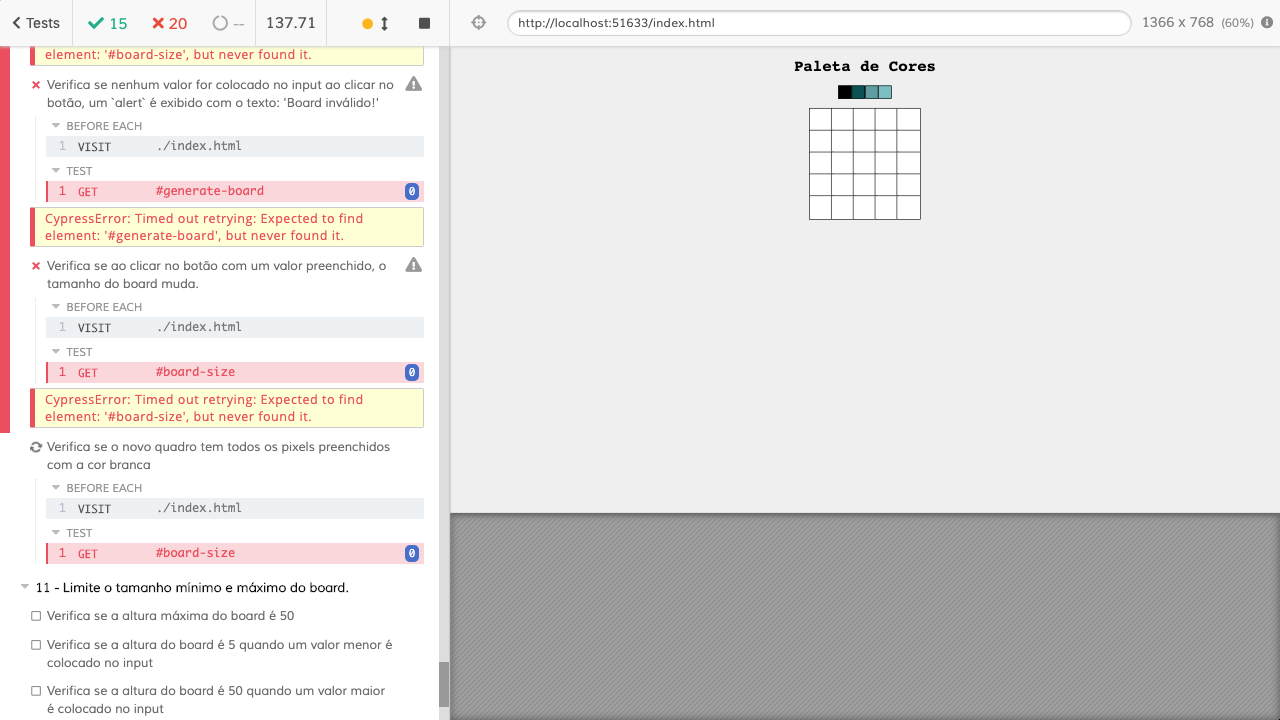 Tests
15
20
--
137.71
http://localhost:51633/index.html
1366 x 768 (60%)
element: '#board-size', but never found it.
Verifica se nenhum valor for colocado no input ao clicar no
botão, um `alert` é exibido com o texto: 'Board inválido!'
BEFORE EACH
1 VISIT ./index.html
TEST
1 GET #generate-board 0
CypressError: Timed out retrying: Expected to find
element: '#generate-board', but never found it.
Verifica se ao clicar no botão com um valor preenchido, o
tamanho do board muda.
BEFORE EACH
1 VISIT ./index.html
TEST
1 GET #board-size 0
CypressError: Timed out retrying: Expected to find
element: '#board-size', but never found it.
Verifica se o novo quadro tem todos os pixels preenchidos
com a cor branca
BEFORE EACH
1 VISIT ./index.html
TEST
1 GET #board-size 0
11 - Limite o tamanho mínimo e máximo do board.
Verifica se a altura máxima do board é 50
Verifica se a altura do board é 5 quando um valor menor é
colocado no input
Verifica se a altura do board é 50 quando um valor maior
é colocado no input
Paleta de Cores